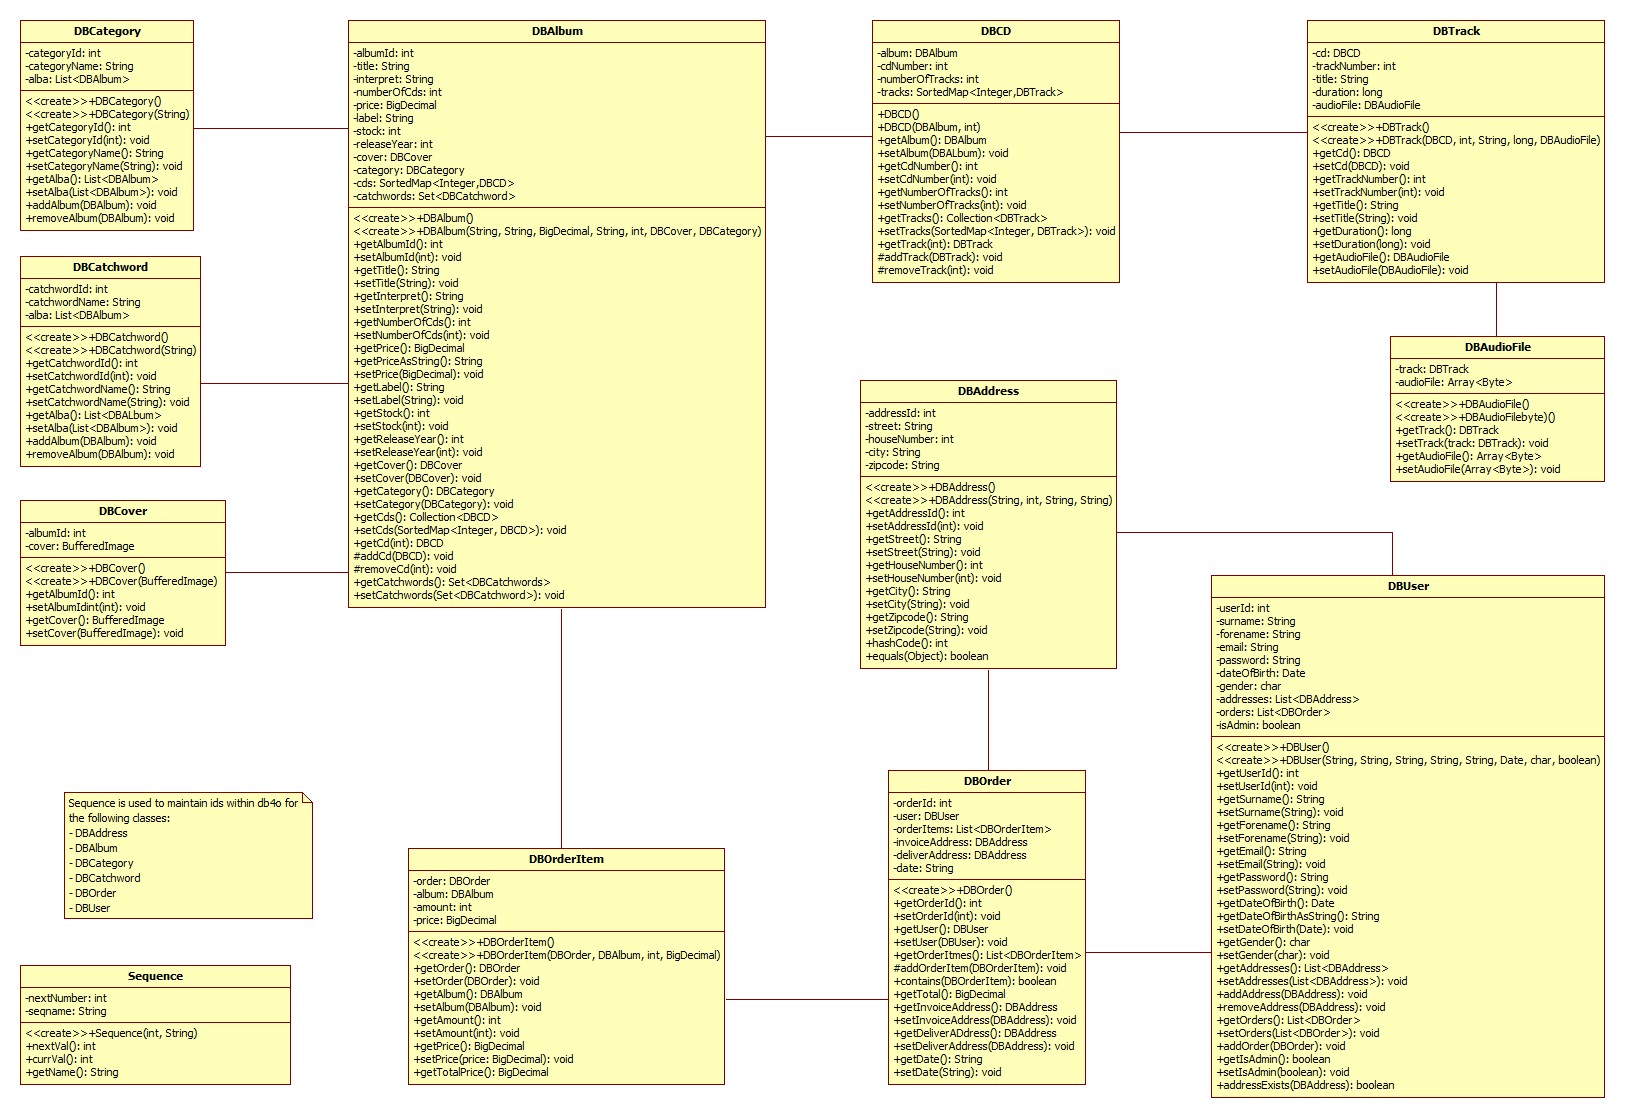 DBCategory
-categoryId: int
-categoryName: String
-alba: List<DBAlbum>
<<create>>+DBCategory()
<<create>>+DBCategory(String)
+getCategoryId(): int
+setCategoryId(int): void
+getCategoryName(): String
+setCategoryName(String): void
+getAlba(): List<DBAlbum>
+setAlba(List<DBAlbum>): void
+addAlbum(DBAlbum): void
+removeAlbum(DBAlbum): void
DBCatchword
-catchwordId: int
-catchwordName: String
-alba: List<DBAlbum>
<<create>>+DBCatchword()
<<create>>+DBCatchword(String)
+getCatchwordId(): int
+setCatchwordId(int): void
+getCatchwordName(): String
+setCatchwordName(String): void
+getAlba(): List<DBALbum>
+setAlba(List<DBAlbum>): void
+addAlbum(DBAlbum): void
+removeAlbum(DBAlbum): void
DBCover
-albumId: int
-cover: BufferedImage
<<create>>+DBCover()
<<create>>+DBCover(BufferedImage)
+getAlbumId(): int
+setAlbumIdint(int): void
+getCover(): BufferedImage
+setCover(BufferedImage): void
DBAlbum
-albumId: int
-title: String
-interpret: String
-numberOfCds: int
-price: BigDecimal
-label: String
-stock: int
-releaseYear: int
-cover: DBCover
-category: DBCategory
-cds: SortedMap<Integer,DBCD>
-catchwords: Set<DBCatchword>
<<create>>+DBAlbum()
<<create>>+DBAlbum(String, String, BigDecimal, String, int, DBCover, DBCategory)
+getAlbumId(): int
+setAlbumId(int): void
+getTitle(): String
+setTitle(String): void
+getInterpret(): String
+setInterpret(String): void
+getNumberOfCds(): int
+setNumberOfCds(int): void
+getPrice(): BigDecimal
+getPriceAsString(): String
+setPrice(BigDecimal): void
+getLabel(): String
+setLabel(String): void
+getStock(): int
+setStock(int): void
+getReleaseYear(): int
+setReleaseYear(int): void
+getCover(): DBCover
+setCover(DBCover): void
+getCategory(): DBCategory
+setCategory(DBCategory): void
+getCds(): Collection<DBCD>
+setCds(SortedMap<Integer, DBCD>): void
+getCd(int): DBCD
#addCd(DBCD): void
#removeCd(int): void
+getCatchwords(): Set<DBCatchwords>
+setCatchwords(Set<DBCatchword>): void
DBCD
-album: DBAlbum
-cdNumber: int
-numberOfTracks: int
-tracks: SortedMap<Integer,DBTrack>
+DBCD()
+DBCD(DBAlbum, int)
+getAlbum(): DBAlbum
+setAlbum(DBALbum): void
+getCdNumber(): int
+setCdNumber(int): void
+getNumberOfTracks(): int
+setNumberOfTracks(int): void
+getTracks(): Collection<DBTrack>
+setTracks(SortedMap<Integer, DBTrack>): void
+getTrack(int): DBTrack
#addTrack(DBTrack): void
#removeTrack(int): void
DBTrack
-cd: DBCD
-trackNumber: int
-title: String
-duration: long
-audioFile: DBAudioFile
<<create>>+DBTrack()
<<create>>+DBTrack(DBCD, int, String, long, DBAudioFile)
+getCd(): DBCD
+setCd(DBCD): void
+getTrackNumber(): int
+setTrackNumber(int): void
+getTitle(): String
+setTitle(String): void
+getDuration(): long
+setDuration(long): void
+getAudioFile(): DBAudioFile
+setAudioFile(DBAudioFile): void
DBAudioFile
-track: DBTrack
-audioFile: Array<Byte>
<<create>>+DBAudioFile()
<<create>>+DBAudioFilebyte)()
+getTrack(): DBTrack
+setTrack(track: DBTrack): void
+getAudioFile(): Array<Byte>
+setAudioFile(Array<Byte>): void
DBAddress
-addressId: int
-street: String
-houseNumber: int
-city: String
-zipcode: String
<<create>>+DBAddress()
<<create>>+DBAddress(String, int, String, String)
+getAddressId(): int
+setAddressId(int): void
+getStreet(): String
+setStreet(String): void
+getHouseNumber(): int
+setHouseNumber(int): void
+getCity(): String
+setCity(String): void
+getZipcode(): String
+setZipcode(String): void
+hashCode(): int
+equals(Object): boolean
DBUser
-userId: int
-surname: String
-forename: String
-email: String
-password: String
-dateOfBirth: Date
-gender: char
-addresses: List<DBAddress>
-orders: List<DBOrder>
-isAdmin: boolean
<<create>>+DBUser()
<<create>>+DBUser(String, String, String, String, String, Date, char, boolean)
+getUserId(): int
+setUserId(int): void
+getSurname(): String
+setSurname(String): void
+getForename(): String
+setForename(String): void
+getEmail(): String
+setEmail(String): void
+getPassword(): String
+setPassword(String): void
+getDateOfBirth(): Date
+getDateOfBirthAsString(): String
+setDateOfBirth(Date): void
+getGender(): char
+setGender(char): void
+getAddresses(): List<DBAddress>
+setAddresses(List<DBAddress>): void
+addAddress(DBAddress): void
+removeAddress(DBAddress): void
+getOrders(): List<DBOrder>
+setOrders(List<DBOrder>): void
+addOrder(DBOrder): void
+getIsAdmin(): boolean
+setIsAdmin(boolean): void
+addressExists(DBAddress): boolean
DBOrder
-orderId: int
-user: DBUser
-orderItems: List<DBOrderItem>
-invoiceAddress: DBAddress
-deliverAddress: DBAddress
-date: String
<<create>>+DBOrder()
+getOrderId(): int
+setOrderId(int): void
+getUser(): DBUser
+setUser(DBUser): void
+getOrderItmes(): List<DBOrderItem>
#addOrderItem(DBOrderItem): void
+contains(DBOrderItem): boolean
+getTotal(): BigDecimal
+getInvoiceAddress(): DBAddress
+setInvoiceAddress(DBAddress): void
+getDeliverADdress(): DBAddress
+setDeliverAddress(DBAddress): void
+getDate(): String
+setDate(String): void
DBOrderItem
-order: DBOrder
-album: DBAlbum
-amount: int
-price: BigDecimal
<<create>>+DBOrderItem()
<<create>>+DBOrderItem(DBOrder, DBAlbum, int, BigDecimal)
+getOrder(): DBOrder
+setOrder(DBOrder): void
+getAlbum(): DBAlbum
+setAlbum(DBAlbum): void
+getAmount(): int
+setAmount(int): void
+getPrice(): BigDecimal
+setPrice(price: BigDecimal): void
+getTotalPrice(): BigDecimal
Sequence is used to maintain ids within db4o for
the following classes:
- DBAddress
- DBAlbum
- DBCategory
- DBCatchword
- DBOrder
- DBUser
Sequence
-nextNumber: int
-seqname: String
<<create>>+Sequence(int, String)
+nextVal(): int
+currVal(): int
+getName(): String